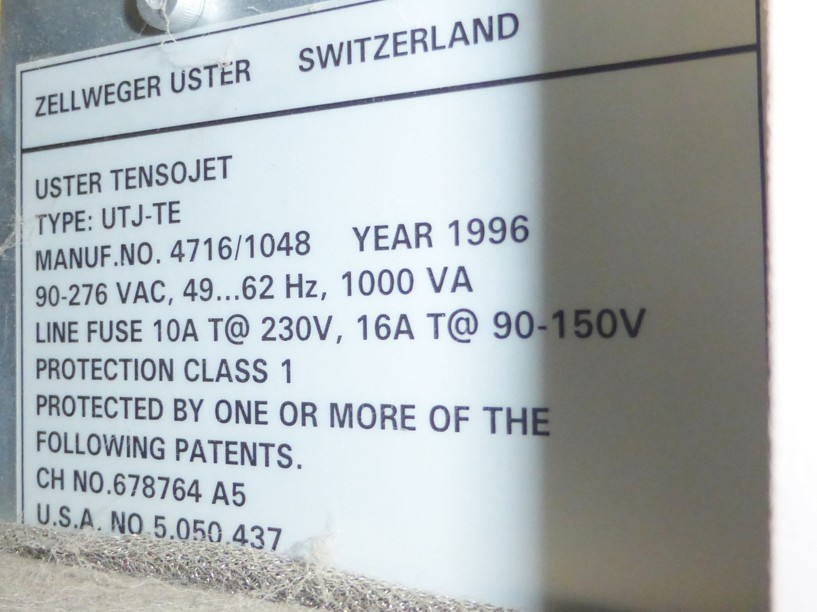 ZELLWEGER USTER SWITZERLAND
USTER TENSOJET
TYPE: UTJ-TE
MANUF.NO. 4716/1048 YEAR 1996
90-276 VAC, 49...62 Hz, 1000 VA
LINE FUSE 10A T@ 230V, 16A T@ 90-150V
PROTECTION CLASS 1
PROTECTED BY ONE OR MORE OF THE
FOLLOWING PATENTS.
CH NO.678764 A5
U.S.A. NO 5.050.437